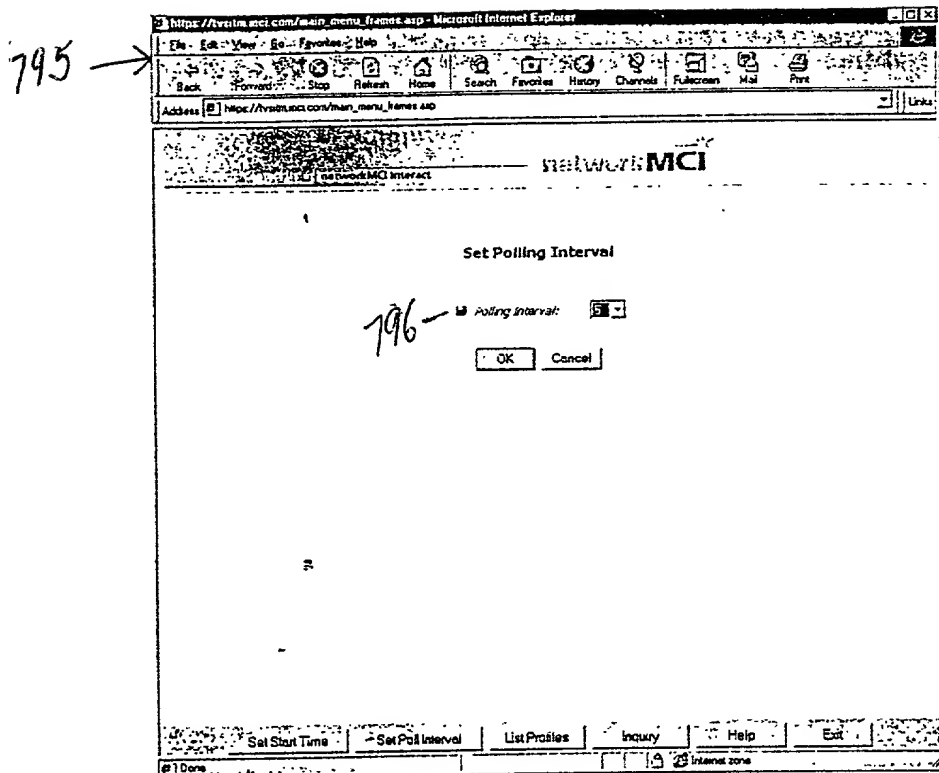 https://tvsitm.mci.com/main_menu_frames.asp - Microsoft Internet Explorer
File Edit View Go Favorites Help
795
Back Forward Stop Refresh Home Search Favorites History Channels Fullscreen Mail Print
Address https://tvsitm.mci.com/main_menu_frames.asp Links
networkMCI
networkMCI Interact
Set Polling Interval
796
Polling Interval: 5
OK Cancel
Set Start Time Set Poll Interval List Profiles Inquiry Help Exit
Done Internet zone